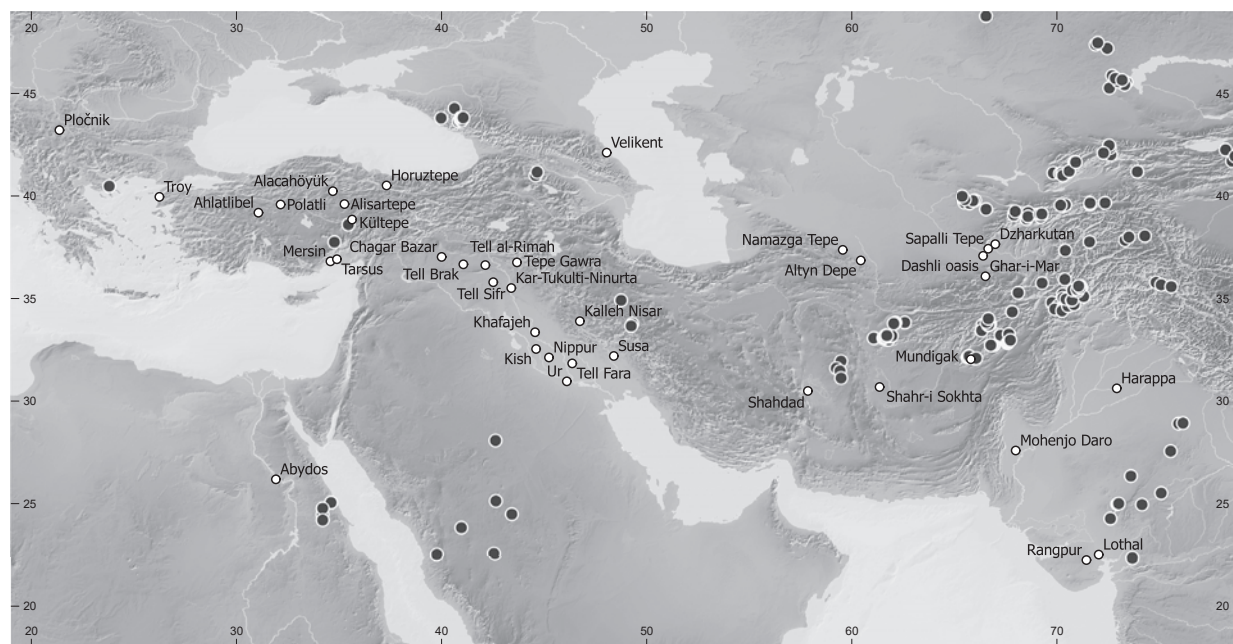 20 30 40 50 60 70
45 45
Pločnik
Velikent
Alacahöyük Horuztepe
Troy
40 40
Ahlatlibel Polatli Alisartepe
Kültepe
Sapalli Tepe Dzharkutan
Namazga Tepe
Mersin Chagar Bazar Tell al-Rimah
Tarsus Tepe Gawra
Altyn Depe Dashli oasis Ghar-i-Mar
Tell Brak Kar-Tukulti-Ninurta
Tell Sifr
35 35
Kalleh Nisar
Khafajeh
Kish Nippur Susa
Mundigak
Ur Tell Fara
Harappa
Shahdad Shahr-i Sokhta
30 30
Mohenjo Daro
Abydos
25 25
Rangpur Lothal
20 20
20 30 40 50 60 70